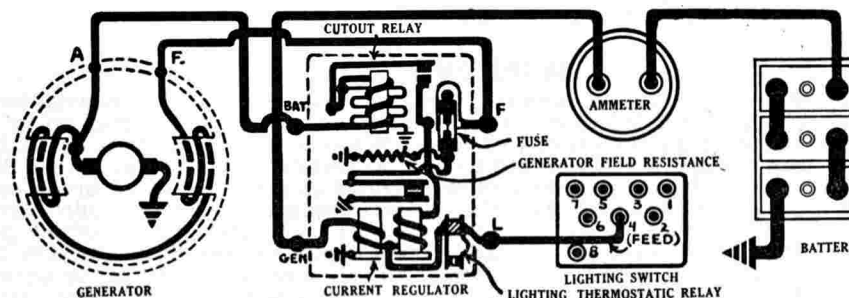 CUTOUT RELAY
A
F.
BAT.
F
AMMETER
FUSE
GENERATOR FIELD RESISTANCE
7 5 3 1
6 4 2
(FEED)
8
L
GEN
BATTER
LIGHTING SWITCH
GENERATOR
CURRENT REGULATOR
LIGHTING THERMOSTATIC RELAY